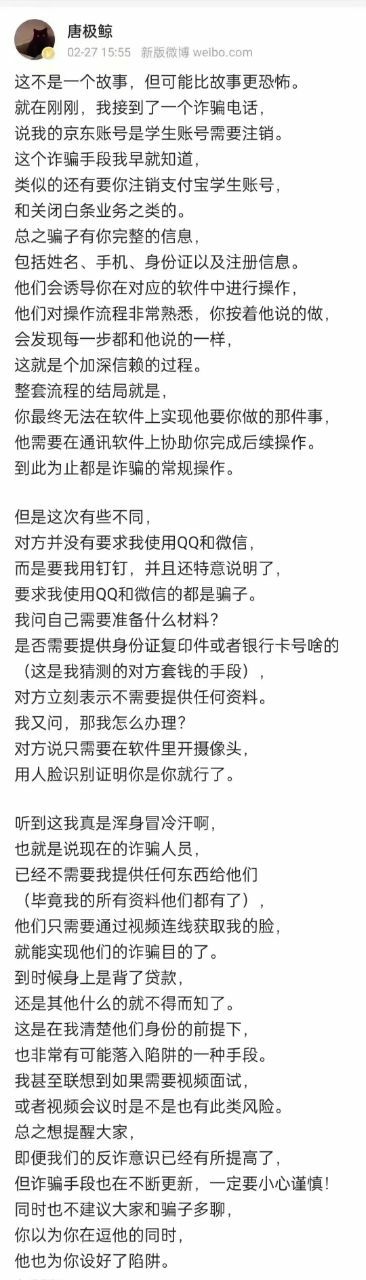 唐极鲸
02-27 15:55 新版微博 weibo.com
这不是一个故事，但可能比故事更恐怖。
就在刚刚，我接到了一个诈骗电话，
说我的京东账号是学生账号需要注销。
这个诈骗手段我早就知道，
类似的还有要你注销支付宝学生账号，
和关闭白条业务之类的。
总之骗子有你完整的信息，
包括姓名、手机、身份证以及注册信息。
他们会诱导你在对应的软件中进行操作，
他们对操作流程非常熟悉，你按着他说的做，
会发现每一步都和他说的一样，
这就是个加深信赖的过程。
整套流程的结局就是，
你最终无法在软件上实现他要你做的那件事，
他需要在通讯软件上协助你完成后续操作。
到此为止都是诈骗的常规操作。
但是这次有些不同，
对方并没有要求我使用QQ和微信，
而是要我用钉钉，并且还特意说明了，
要求我使用QQ和微信的都是骗子。
我问自己需要准备什么材料？
是否需要提供身份证复印件或者银行卡号啥的
（这是我猜测的对方套钱的手段），
对方立刻表示不需要提供任何资料。
我又问，那我怎么办理？
对方说只需要在软件里开摄像头，
用人脸识别证明你是你就行了。
听到这我真是浑身冒冷汗啊，
也就是说现在的诈骗人员，
已经不需要我提供任何东西给他们
（毕竟我的所有资料他们都有了），
他们只需要通过视频连线获取我的脸，
就能实现他们的诈骗目的了。
到时候身上是背了贷款，
还是其他什么的就不得而知了。
这是在我清楚他们身份的前提下，
也非常有可能落入陷阱的一种手段。
我甚至联想到如果需要视频面试，
或者视频会议时是不是也有此类风险。
总之想提醒大家，
即便我们的反诈意识已经有所提高了，
但诈骗手段也在不断更新，一定要小心谨慎！
同时也不建议大家和骗子多聊，
你以为你在逗他的同时，
他也为你设好了陷阱。